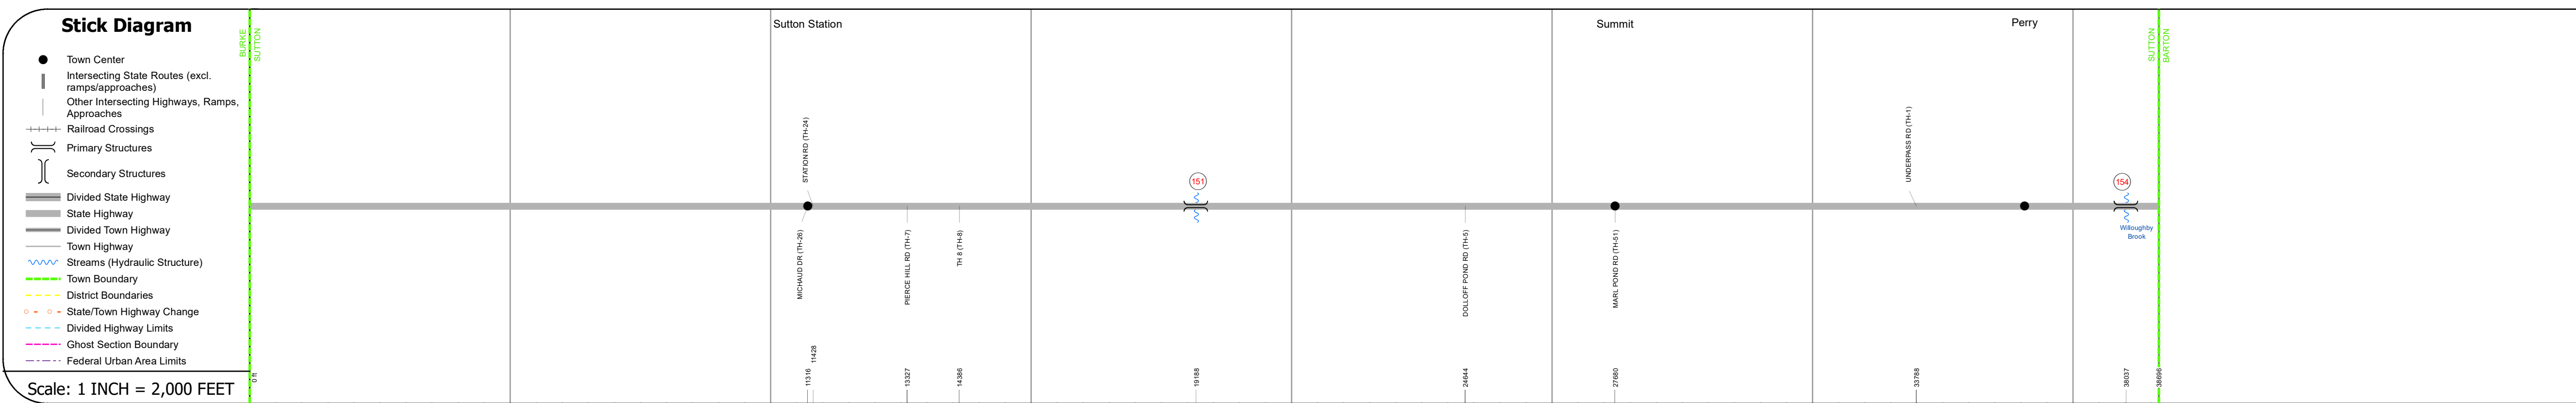 Stick Diagram
Town Center
Intersecting State Routes (excl.
ramps/approaches)
Other Intersecting Highways, Ramps,
Approaches
Railroad Crossings
Primary Structures
Secondary Structures
Divided State Highway
State Highway
Divided Town Highway
Town Highway
Streams (Hydraulic Structure)
Town Boundary
District Boundaries
State/Town Highway Change
Divided Highway Limits
Ghost Section Boundary
Federal Urban Area Limits
Scale: 1 INCH = 2,000 FEET
BURKE
SUTTON
Sutton Station
Summit
Perry
SUTTON
BARTON
STATION RD (TH-24)
UNDERPASS RD (TH-1)
151
154
Willoughby
Brook
MICHAUD DR (TH-26)
PIERCE HILL RD (TH-7)
TH 8 (TH-8)
DOLLOFF POND RD (TH-5)
MARL POND RD (TH-51)
0 ft
11316
11428
13327
14386
19188
24644
27680
33788
38037
38696